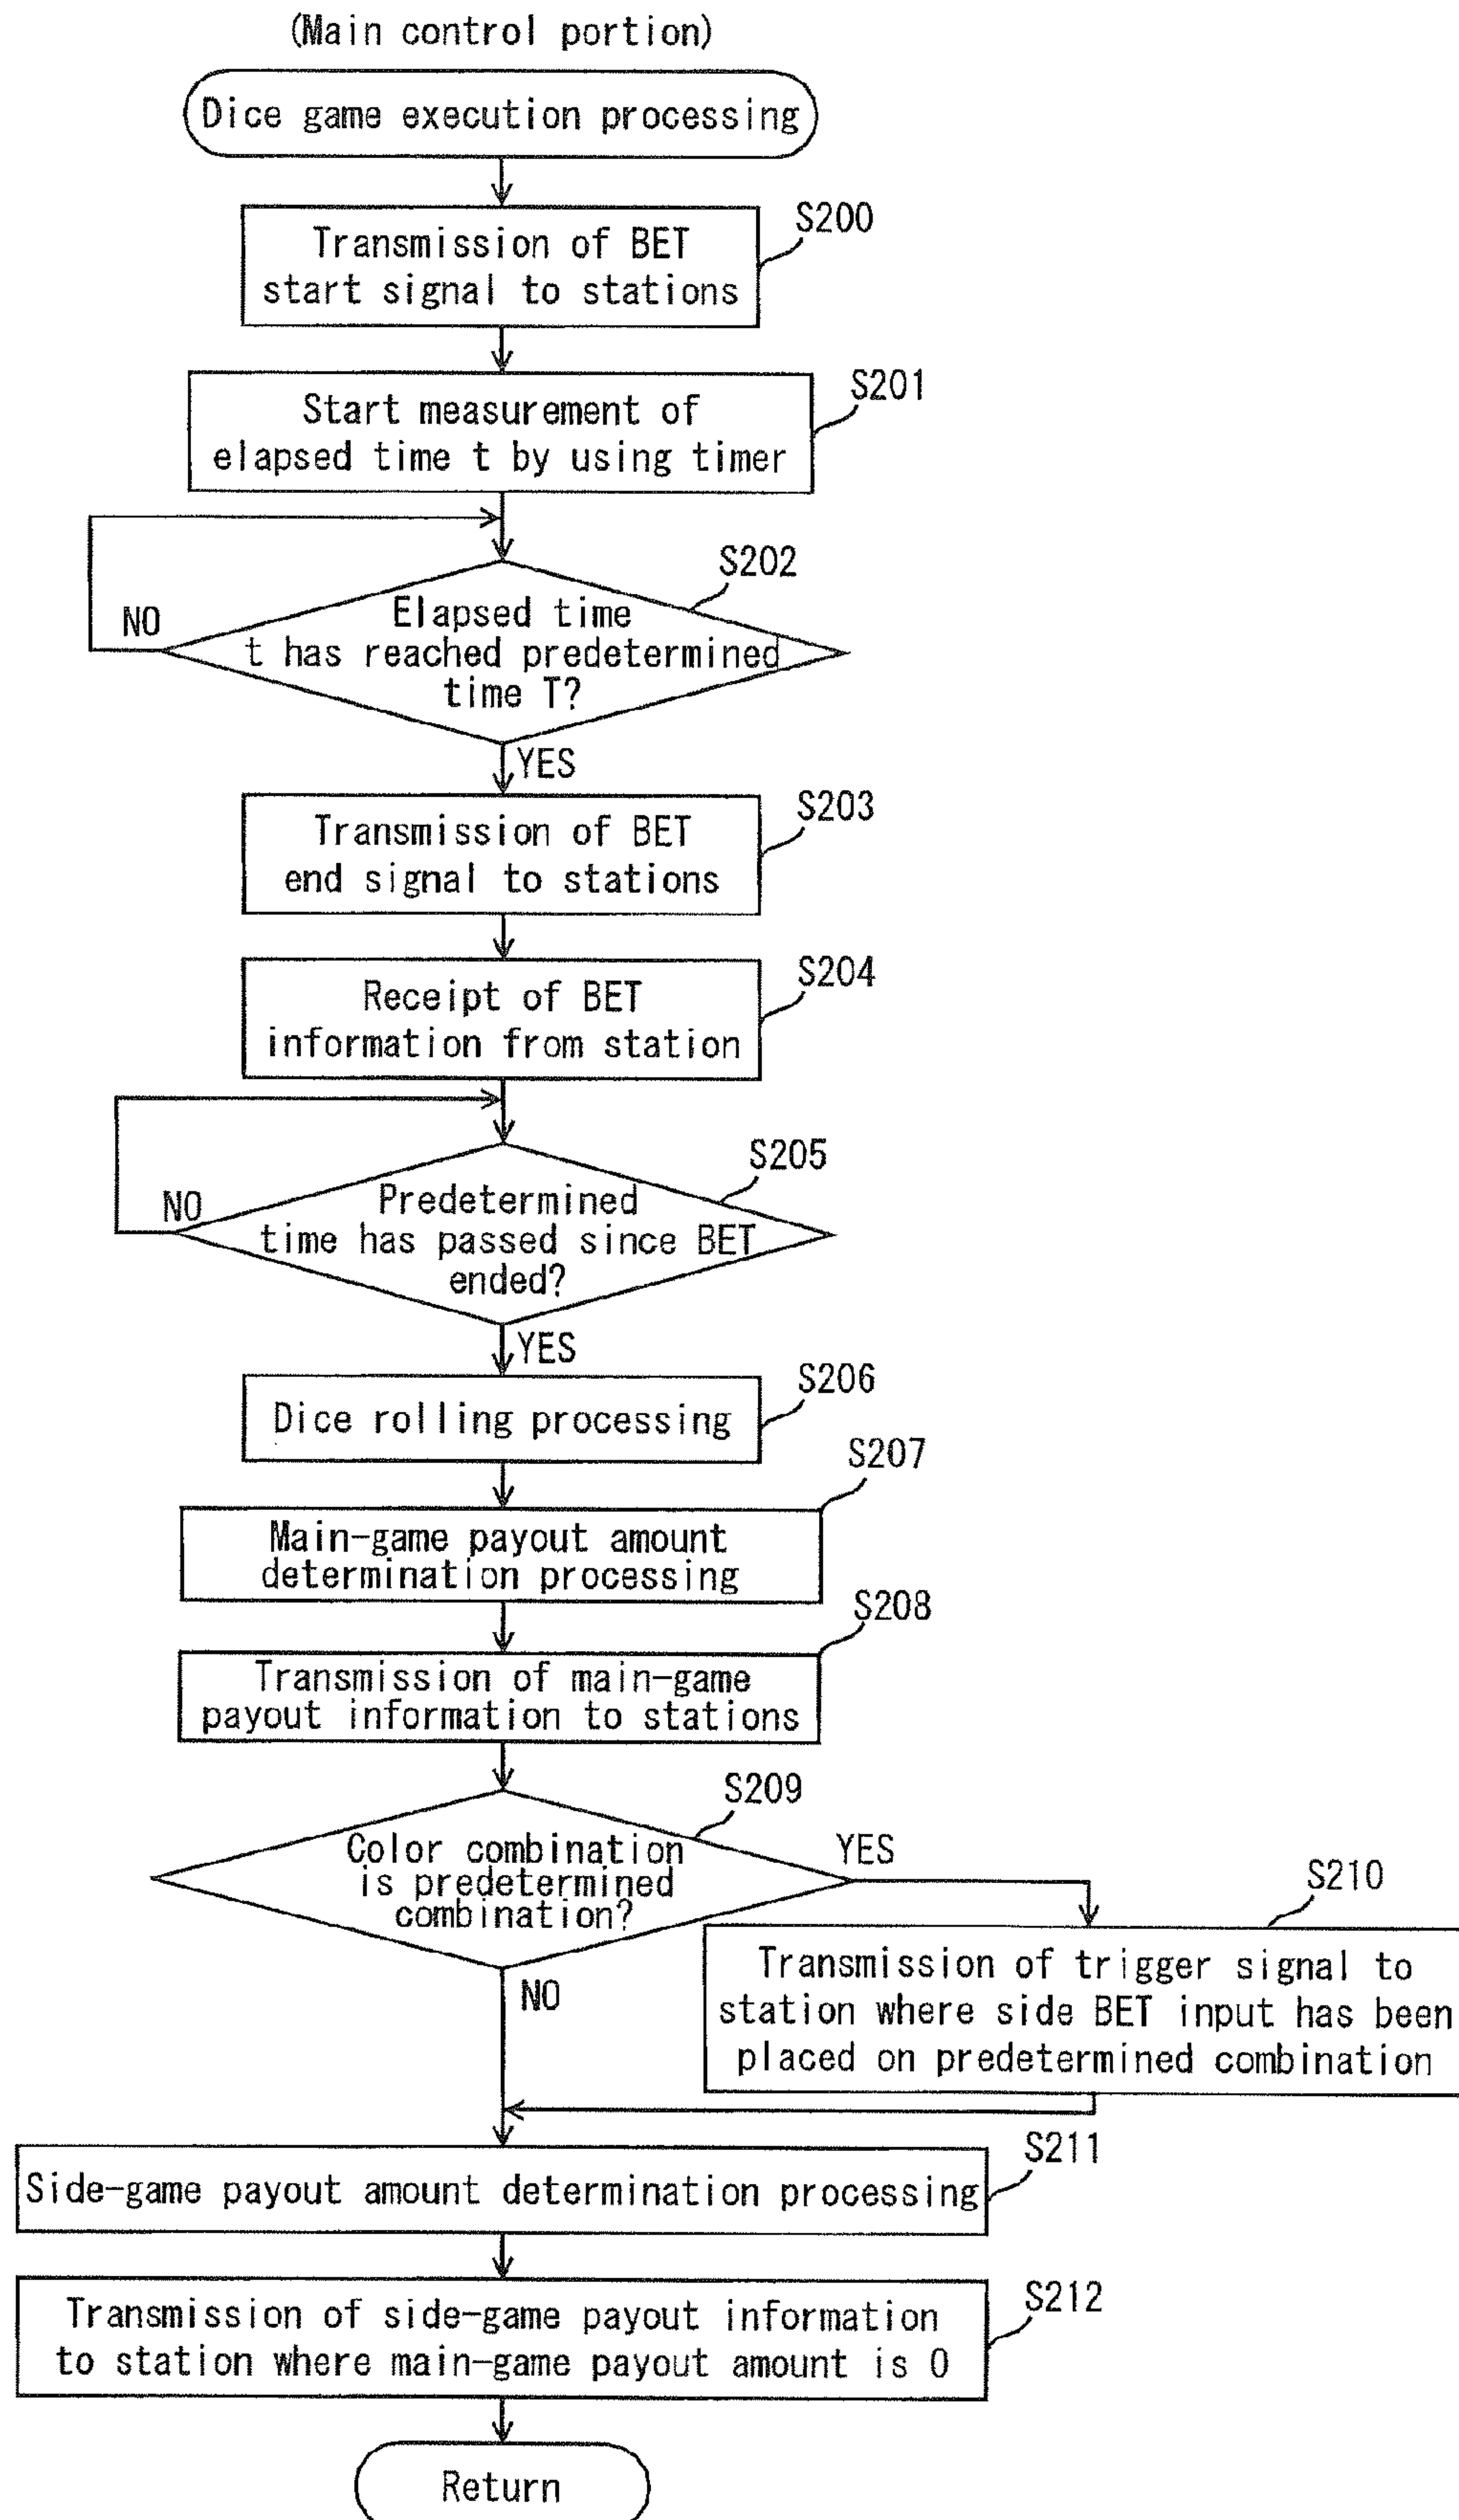 (Main control portion)
Dice game execution processing
S200
Transmission of BET
start signal to stations
S201
Start measurement of
elapsed time t by using timer
S202
NO
Elapsed time
t has reached predetermined
time T?
YES
S203
Transmission of BET
end signal to stations
S204
Receipt of BET
information from station
S205
NO
Predetermined
time has passed since BET
ended?
YES
S206
Dice rolling processing
S207
Main-game payout amount
determination processing
S208
Transmission of main-game
payout information to stations
S209
Color combination
is predetermined
combination?
YES
NO
S210
Transmission of trigger signal to
station where side BET input has been
placed on predetermined combination
S211
Side-game payout amount determination processing
S212
Transmission of side-game payout information
to station where main-game payout amount is 0
Return